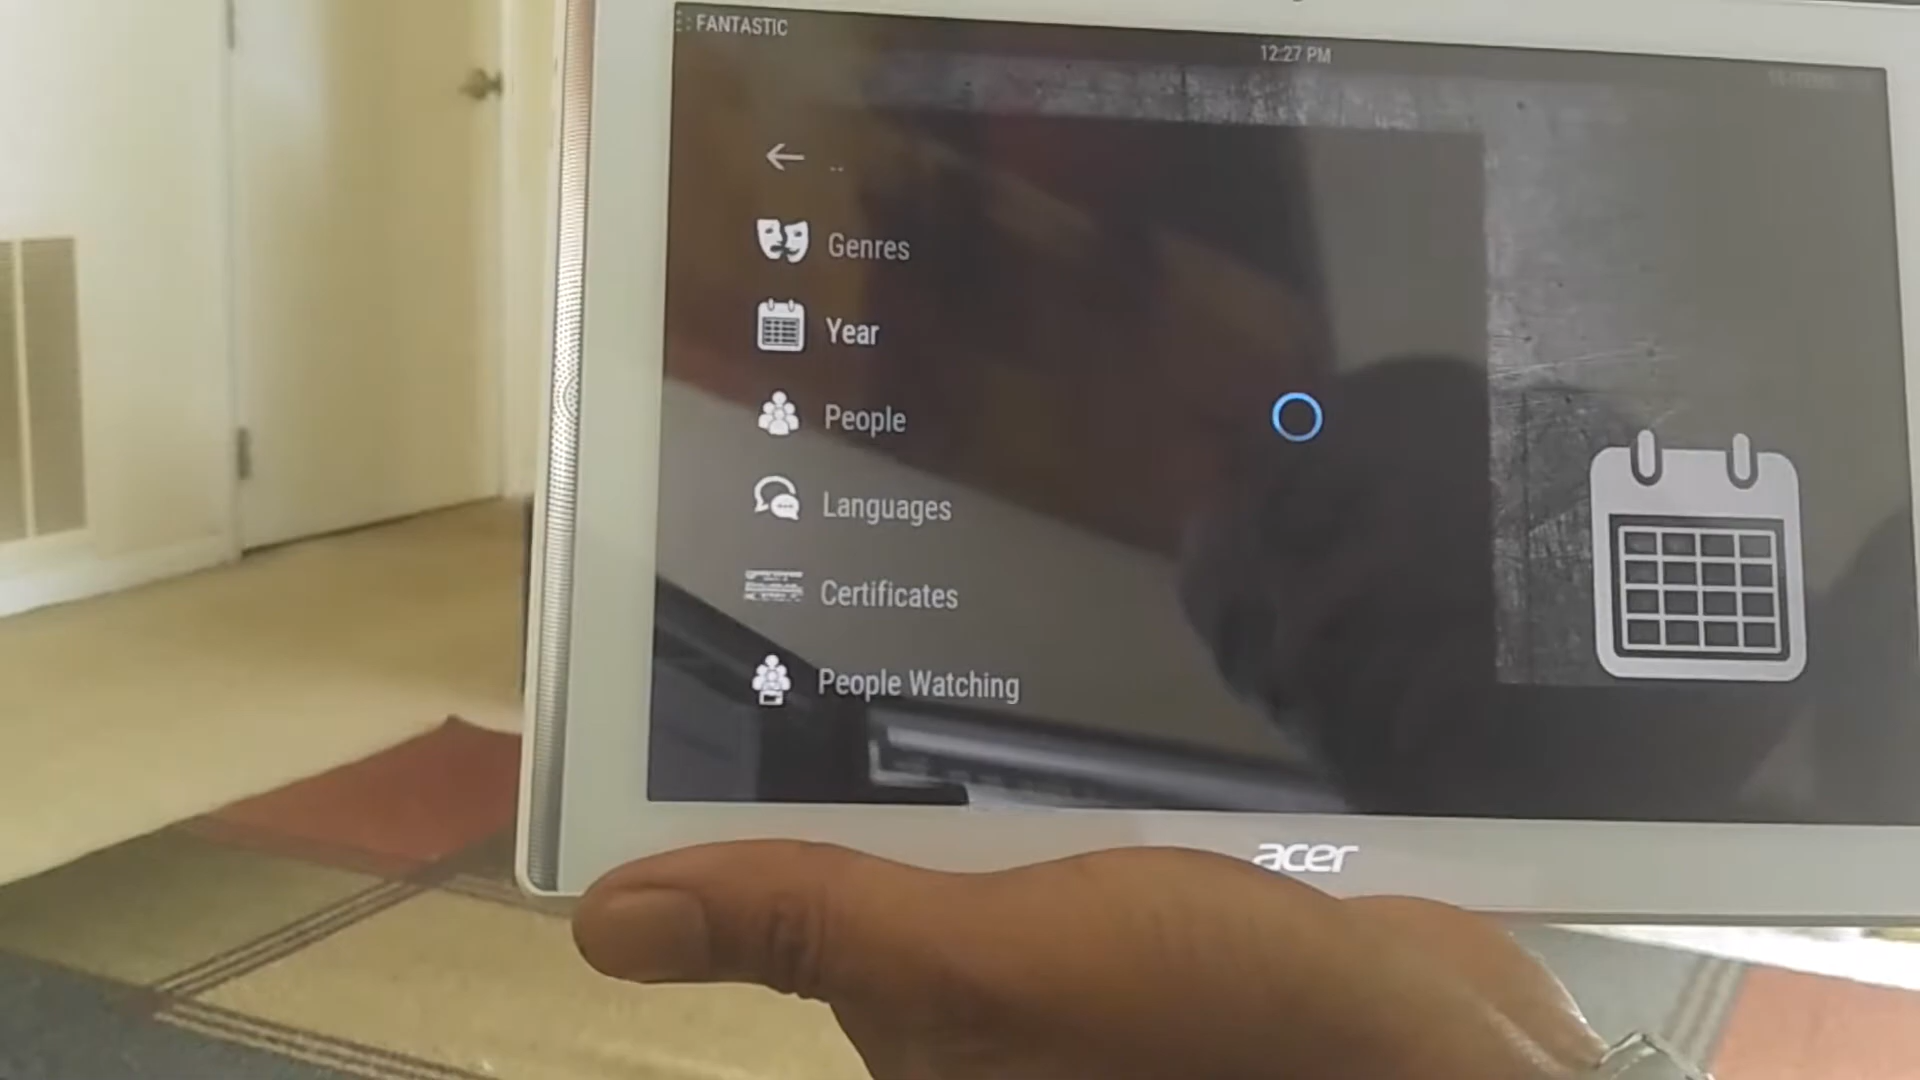 : FANTASTIC
12:27 PM
..
Genres
Year
People
Languages
Certificates
People Watching
acer